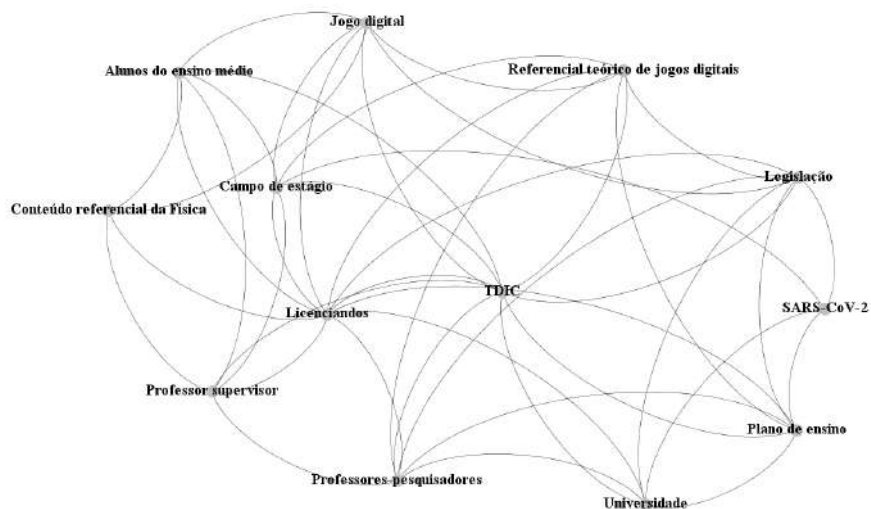 Jogo digital
Alunos do ensino médio
Referencial teórico de jogos digitais
Legislação
Campo de estágio
Conteúdo referencial da Física
TDIC
Licenciandos
SARS-CoV-2
Professor supervisor
Plano de ensino
Professores pesquisadores
Universidade